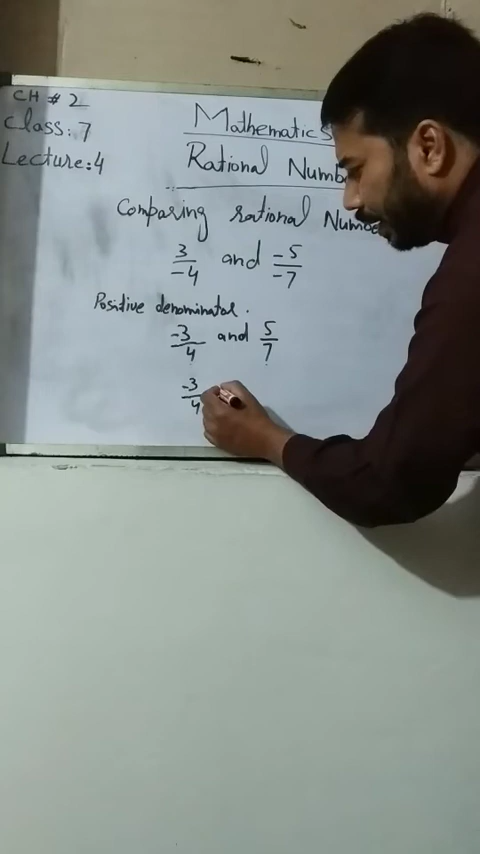 CH # 2
Class: 7
Lecture: 4
Mathematics
Rational Numb
Comparing rational Numbe
3/-4 and -5/-7
Positive denominator.
-3/4 and 5/7
-3/4